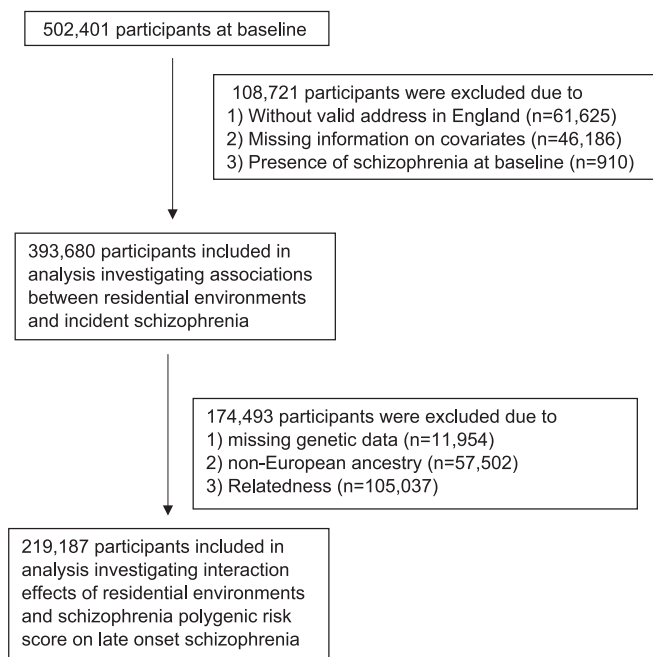 502,401 participants at baseline
108,721 participants were excluded due to
1) Without valid address in England (n=61,625)
2) Missing information on covariates (n=46,186)
3) Presence of schizophrenia at baseline (n=910)
393,680 participants included in
analysis investigating associations
between residential environments
and incident schizophrenia
174,493 participants were excluded due to
1) missing genetic data (n=11,954)
2) non-European ancestry (n=57,502)
3) Relatedness (n=105,037)
219,187 participants included in
analysis investigating interaction
effects of residential environments
and schizophrenia polygenic risk
score on late onset schizophrenia